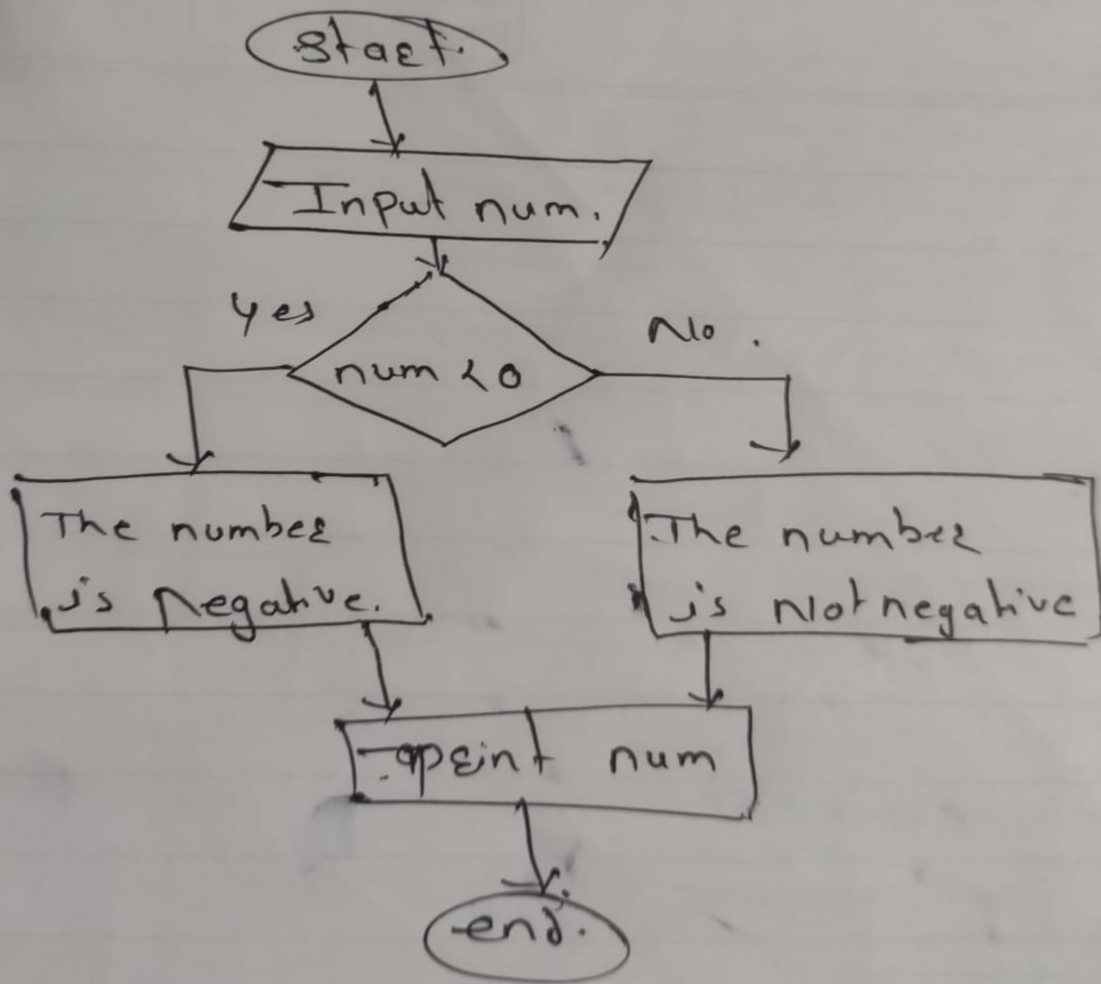 Start.
Input num.
Yes
No.
num < 0
The number
is Negative.
The number
is Not negative
print num
end.